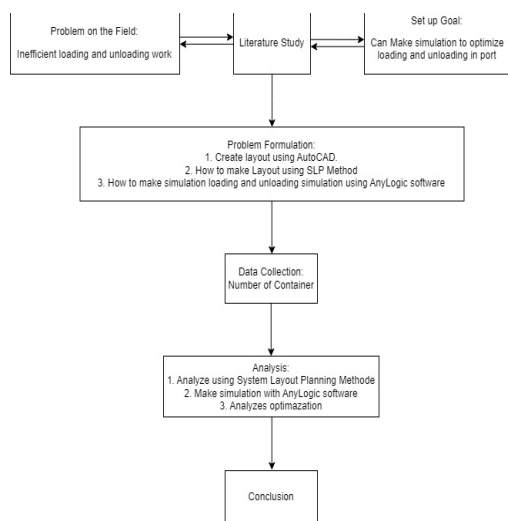 Problem on the Field:
Inefficient loading and unloading work
Literature Study
Set up Goal:
Can Make simulation to optimize
loading and unloading in port
Problem Formulation:
1. Create layout using AutoCAD.
2. How to make Layout using SLP Method
3. How to make simulation loading and unloading simulation using AnyLogic software
Data Collection:
Number of Container
Analysis:
1. Analyze using System Layout Planning Methode
2. Make simulation with AnyLogic software
3. Analyzes optimazation
Conclusion